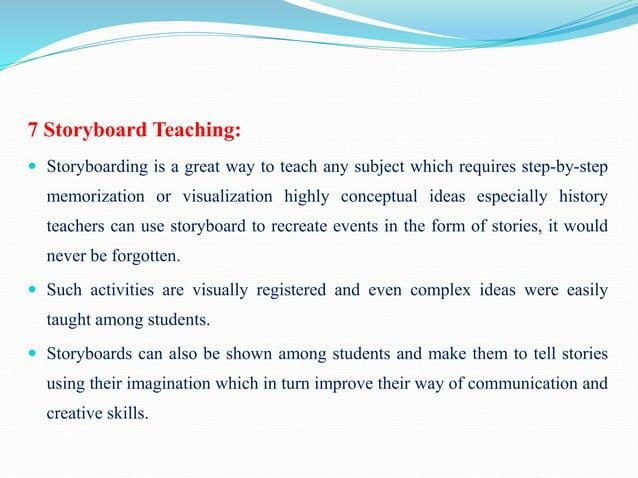 7 Storyboard Teaching:
Storyboarding is a great way to teach any subject which requires step-by-step
memorization or visualization highly conceptual ideas especially history
teachers can use storyboard to recreate events in the form of stories, it would
never be forgotten.
Such activities are visually registered and even complex ideas were easily
taught among students.
Storyboards can also be shown among students and make them to tell stories
using their imagination which in turn improve their way of communication and
creative skills.